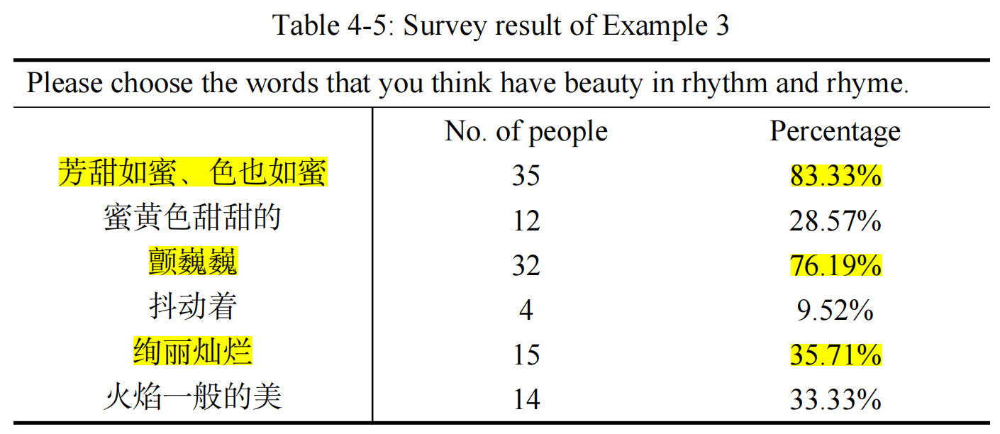 Table 4-5: Survey result of Example 3
Please choose the words that you think have beauty in rhythm and rhyme.
No. of people Percentage
芳甜如蜜、色也如蜜 35 83.33%
蜜黄色甜甜的 12 28.57%
颤巍巍 32 76.19%
抖动着 4 9.52%
绚丽灿烂 15 35.71%
火焰一般的美 14 33.33%